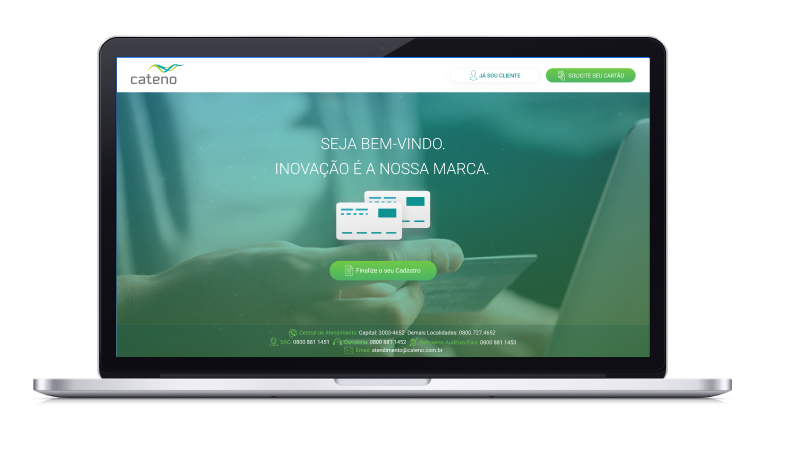 cateno
JÁ SOU CLIENTE
SOLICITE SEU CARTÃO
SEJA BEM-VINDO.
INOVAÇÃO É A NOSSA MARCA.
Finalize o seu Cadastro
Central de Atendimento: Capital: 3003-4652 Demais Localidades: 0800.727.4652
SAC: 0800 881 1451 Ouvidoria: 0800 881 1452 Deficiente Auditivo/Fala: 0800 881 1453
Email: atendimento@cateno.com.br